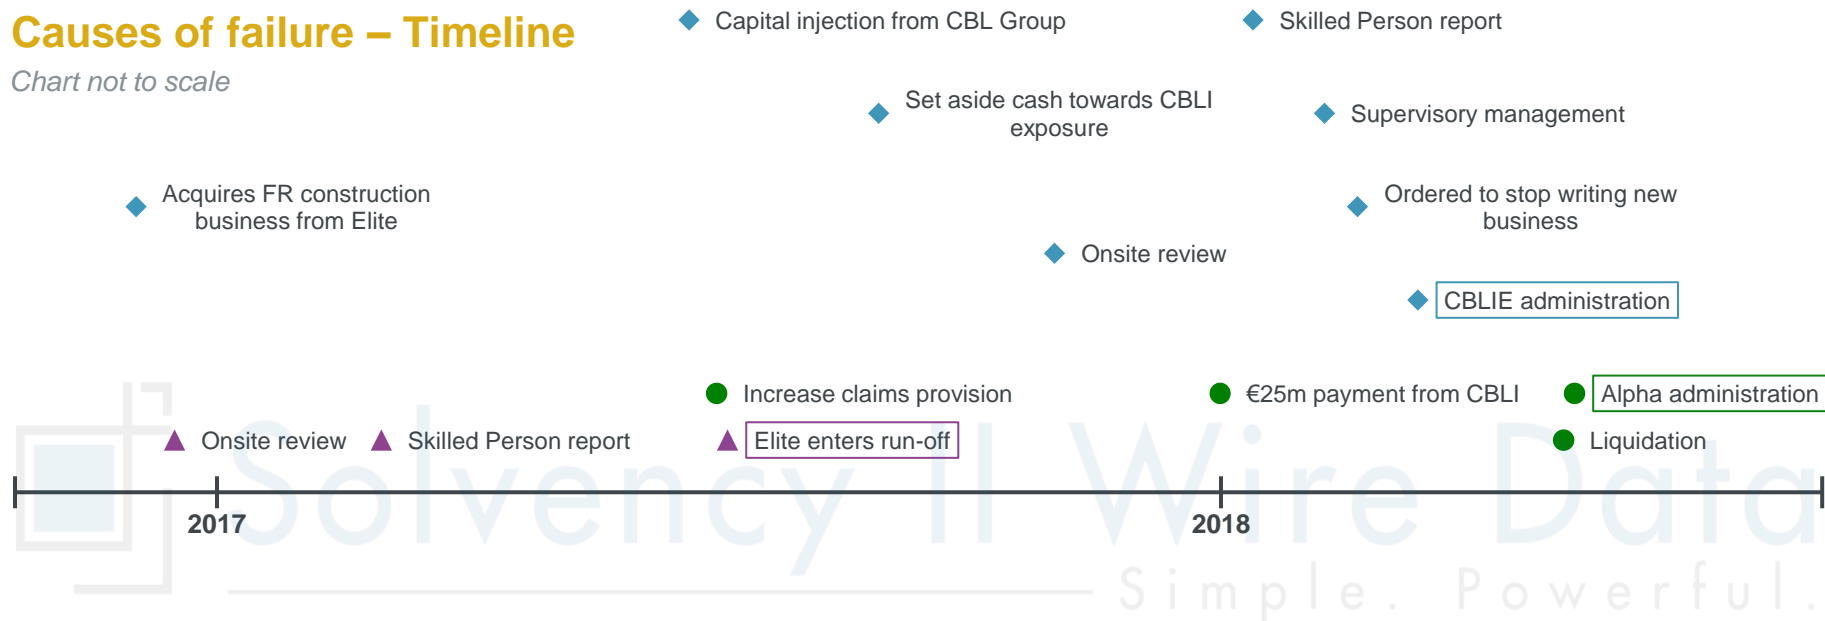 Causes of failure – Timeline
Chart not to scale
Capital injection from CBL Group
Skilled Person report
Set aside cash towards CBLI
exposure
Supervisory management
Acquires FR construction
business from Elite
Ordered to stop writing new
business
Onsite review
CBLIE administration
Increase claims provision
€25m payment from CBLI
Alpha administration
Onsite review
Skilled Person report
Elite enters run-off
Liquidation
2017
2018
Solvency II Wire Data
Simple. Powerful.